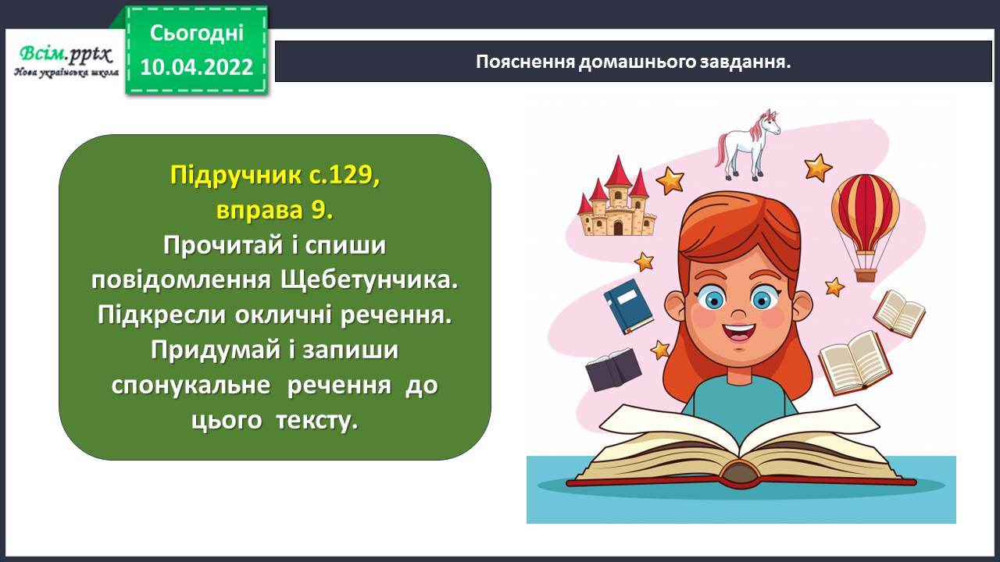 Всім.pptx
Нова українська школа
Сьогодні
10.04.2022
Пояснення домашнього завдання.
Підручник с.129,
вправа 9.
Прочитай і спиши
повідомлення Щебетунчика.
Підкресли окличні речення.
Придумай і запиши
спонукальне речення до
цього тексту.